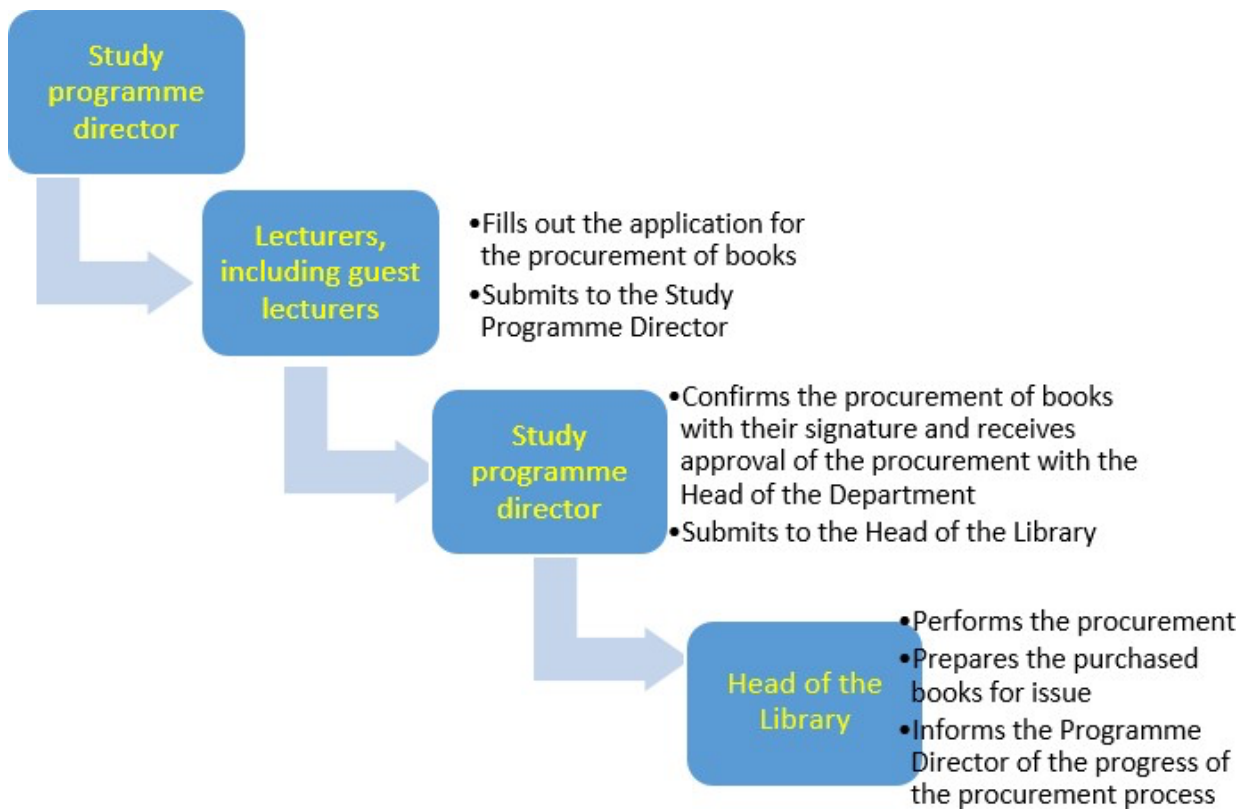 Study
programme
director
Lecturers,
including guest
lecturers
•Fills out the application for
the procurement of books
•Submits to the Study
Programme Director
Study
programme
director
•Confirms the procurement of books
with their signature and receives
approval of the procurement with the
Head of the Department
•Submits to the Head of the Library
Head of the
Library
•Performs the procurement
•Prepares the purchased
books for issue
•Informs the Programme
Director of the progress of
the procurement process